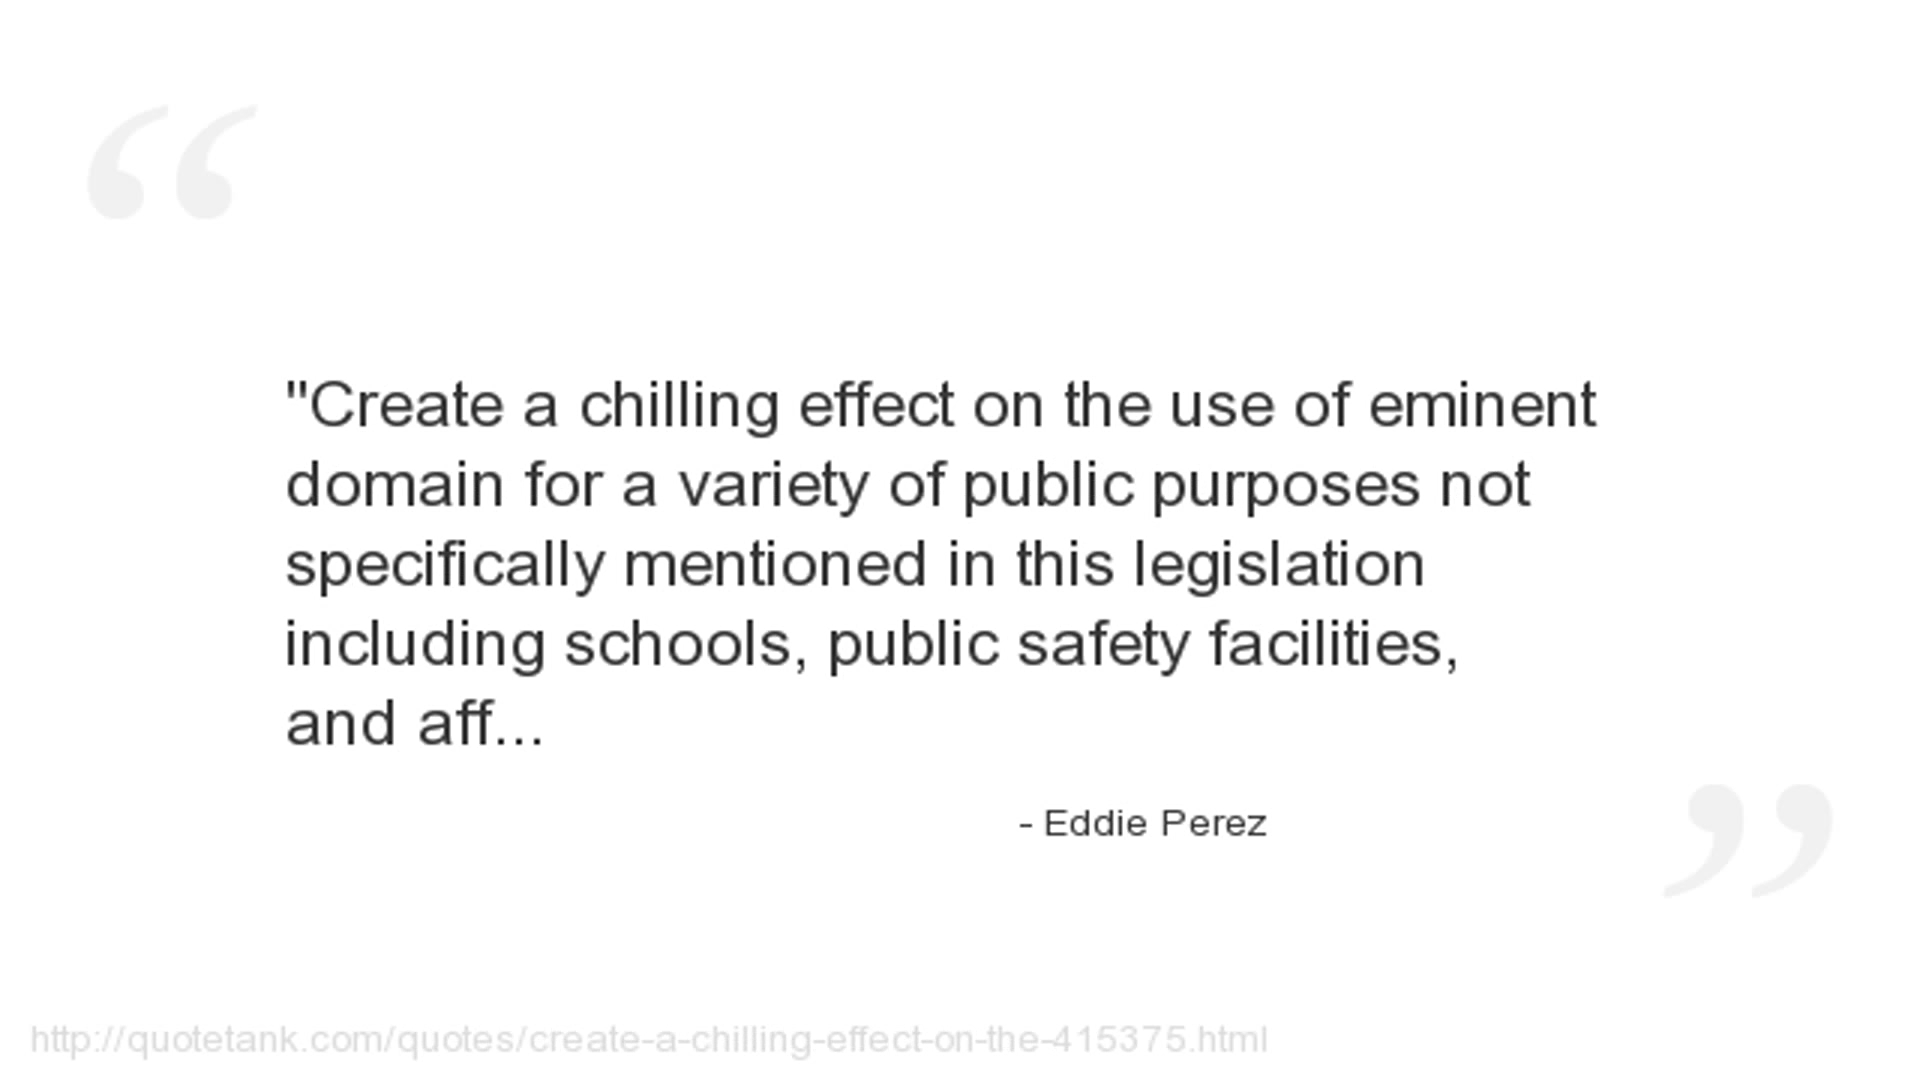 "Create a chilling effect on the use of eminent
domain for a variety of public purposes not
specifically mentioned in this legislation
including schools, public safety facilities,
and aff...
- Eddie Perez
http://quotetank.com/quotes/create-a-chilling-effect-on-the-415375.html